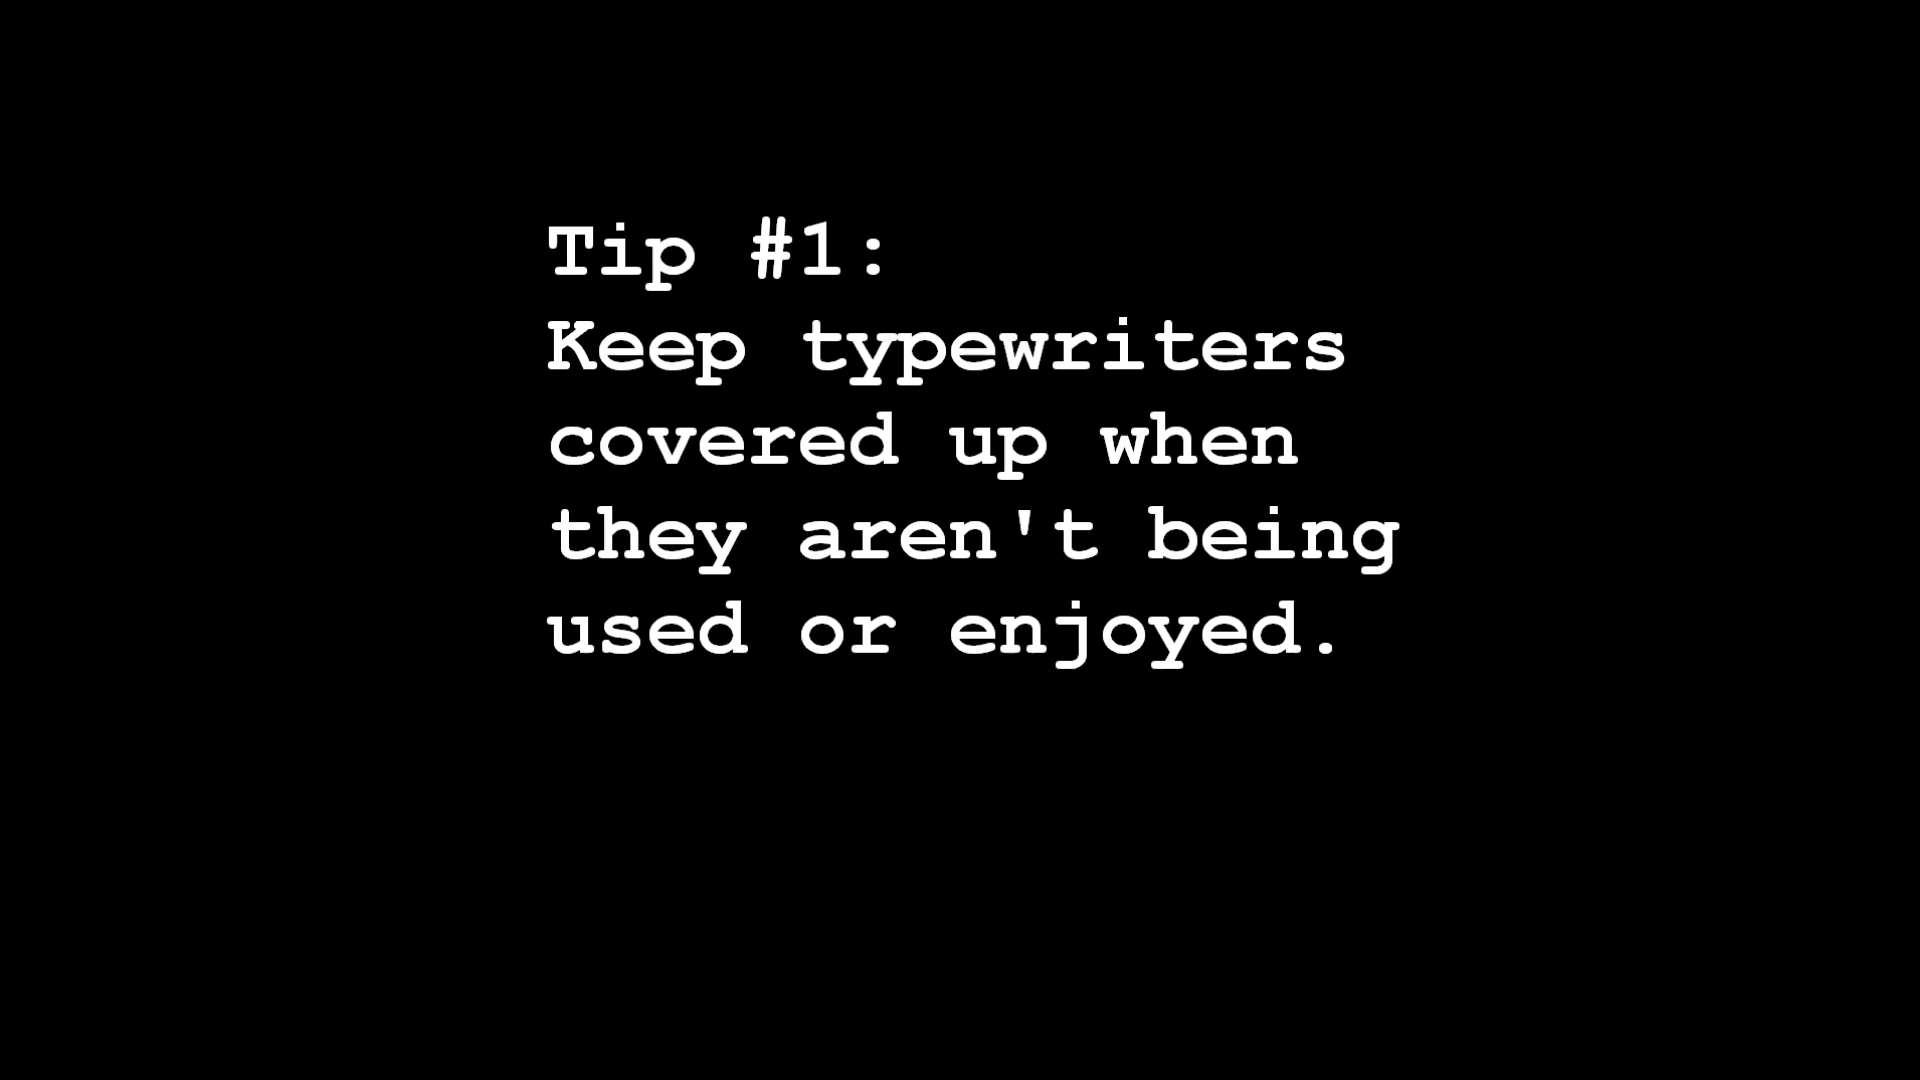 Tip #1:
Keep typewriters
covered up when
they aren't being
used or enjoyed.